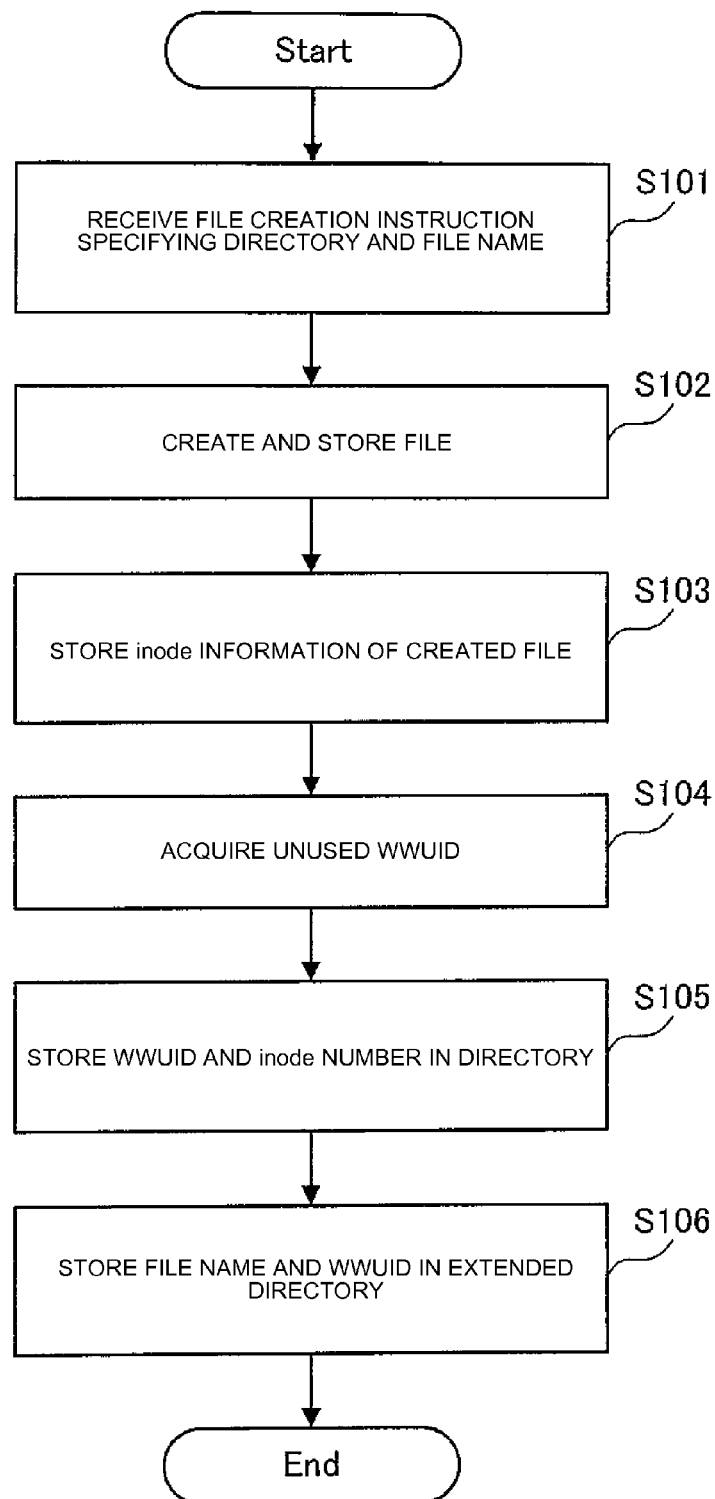 Start
S101
RECEIVE FILE CREATION INSTRUCTION
SPECIFYING DIRECTORY AND FILE NAME
S102
CREATE AND STORE FILE
S103
STORE inode INFORMATION OF CREATED FILE
S104
ACQUIRE UNUSED WWUID
S105
STORE WWUID AND inode NUMBER IN DIRECTORY
S106
STORE FILE NAME AND WWUID IN EXTENDED
DIRECTORY
End